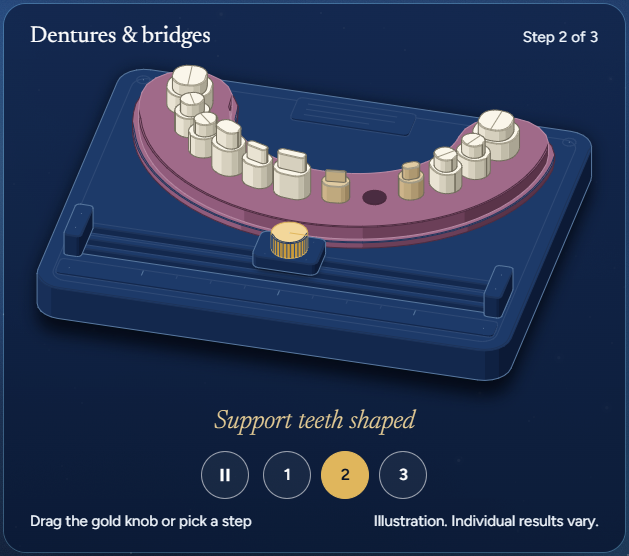 Dentures & bridges
Step 2 of 3
Support teeth shaped
1 2 3
Drag the gold knob or pick a step
Illustration. Individual results vary.